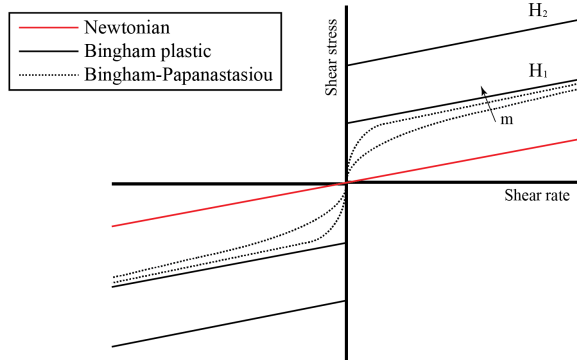 Newtonian
Bingham plastic
Bingham-Papanastasiou
Shear stress
H2
H1
m
Shear rate